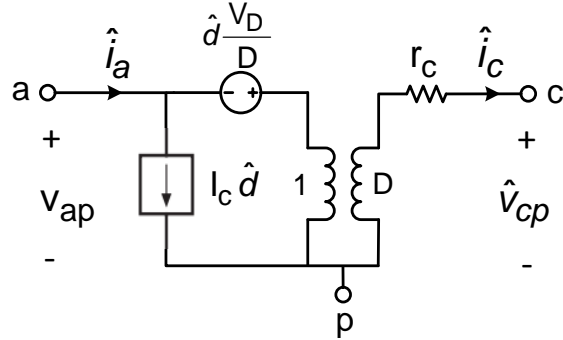 d̂ V_D/D
î_a
r_c
î_c
a
- +
c
+
+
I_c d̂
1
D
v_ap
v̂_cp
-
-
p